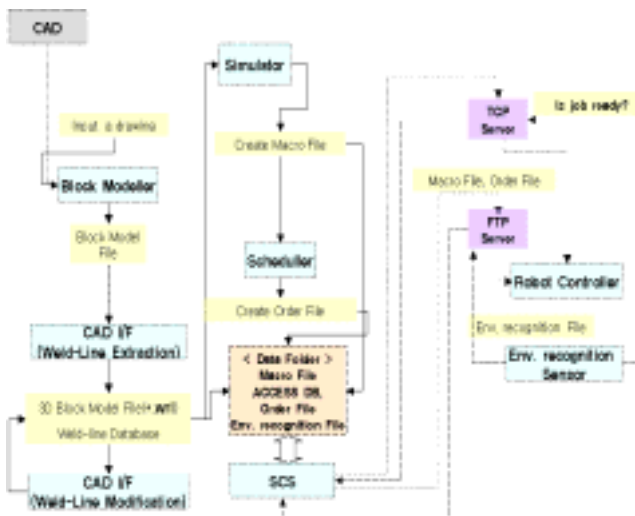 CAD
Input a drawing
Block Modeller
Block Model
File
CAD I/F
(Weld-Line Extraction)
3D Block Model File(*.wrl)
Weld-line Database
CAD I/F
(Weld-Line Modification)
Simulator
Create Macro File
Scheduller
Create Order File
< Data Folder >
Macro File
ACCESS DB,
Order File
Env. recognition File
SCS
TCP
Server
Is job ready?
Macro File, Order File
FTP
Server
Robot Controller
Env. recognition File
Env. recognition
Sensor